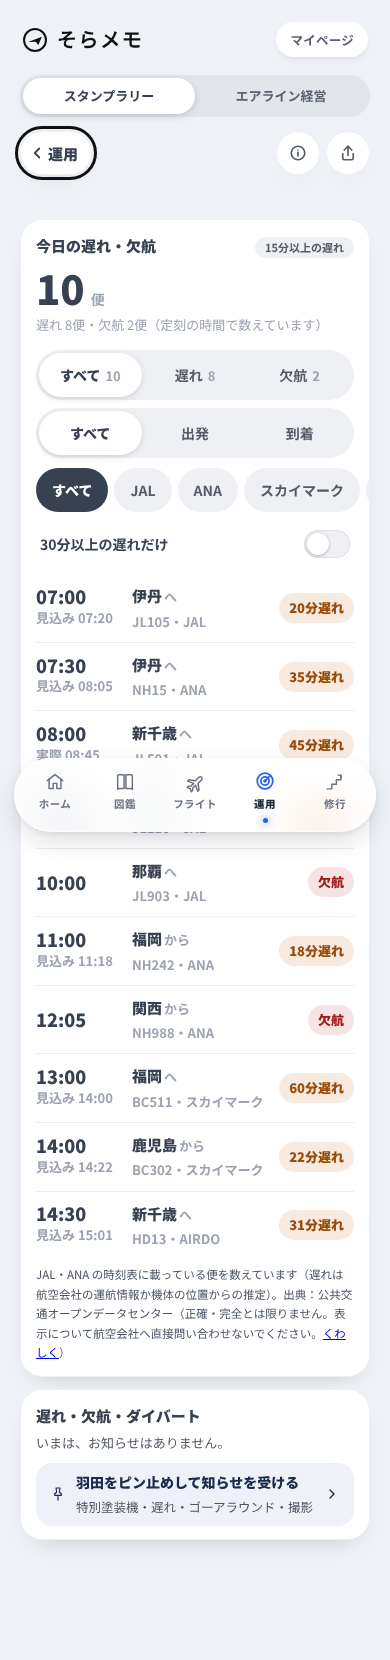 そらメモ
マイページ
スタンプラリー
エアライン経営
運用
今日の遅れ・欠航
15分以上の遅れ
10 便
遅れ 8便・欠航 2便（定刻の時間で数えています）
すべて 10
遅れ 8
欠航 2
すべて
出発
到着
すべて
JAL
ANA
スカイマーク
30分以上の遅れだけ
07:00 伊丹へ
見込み 07:20 JL105・JAL
20分遅れ
07:30 伊丹へ
見込み 08:05 NH15・ANA
35分遅れ
08:00 新千歳へ
実際 08:45
45分遅れ
ホーム
図鑑
フライト
運用
修行
10:00 那覇へ
JL903・JAL
欠航
11:00 福岡から
見込み 11:18 NH242・ANA
18分遅れ
12:05 関西から
NH988・ANA
欠航
13:00 福岡へ
見込み 14:00 BC511・スカイマーク
60分遅れ
14:00 鹿児島から
見込み 14:22 BC302・スカイマーク
22分遅れ
14:30 新千歳へ
見込み 15:01 HD13・AIRDO
31分遅れ
JAL・ANA の時刻表に載っている便を数えています（遅れは
航空会社の運航情報か機体の位置からの推定）。出典：公共交
通オープンデータセンター（正確・完全とは限りません。表
示について航空会社へ直接問い合わせないでください。くわ
しく）
遅れ・欠航・ダイバート
いまは、お知らせはありません。
羽田をピン止めして知らせを受ける
特別塗装機・遅れ・ゴーアラウンド・撮影